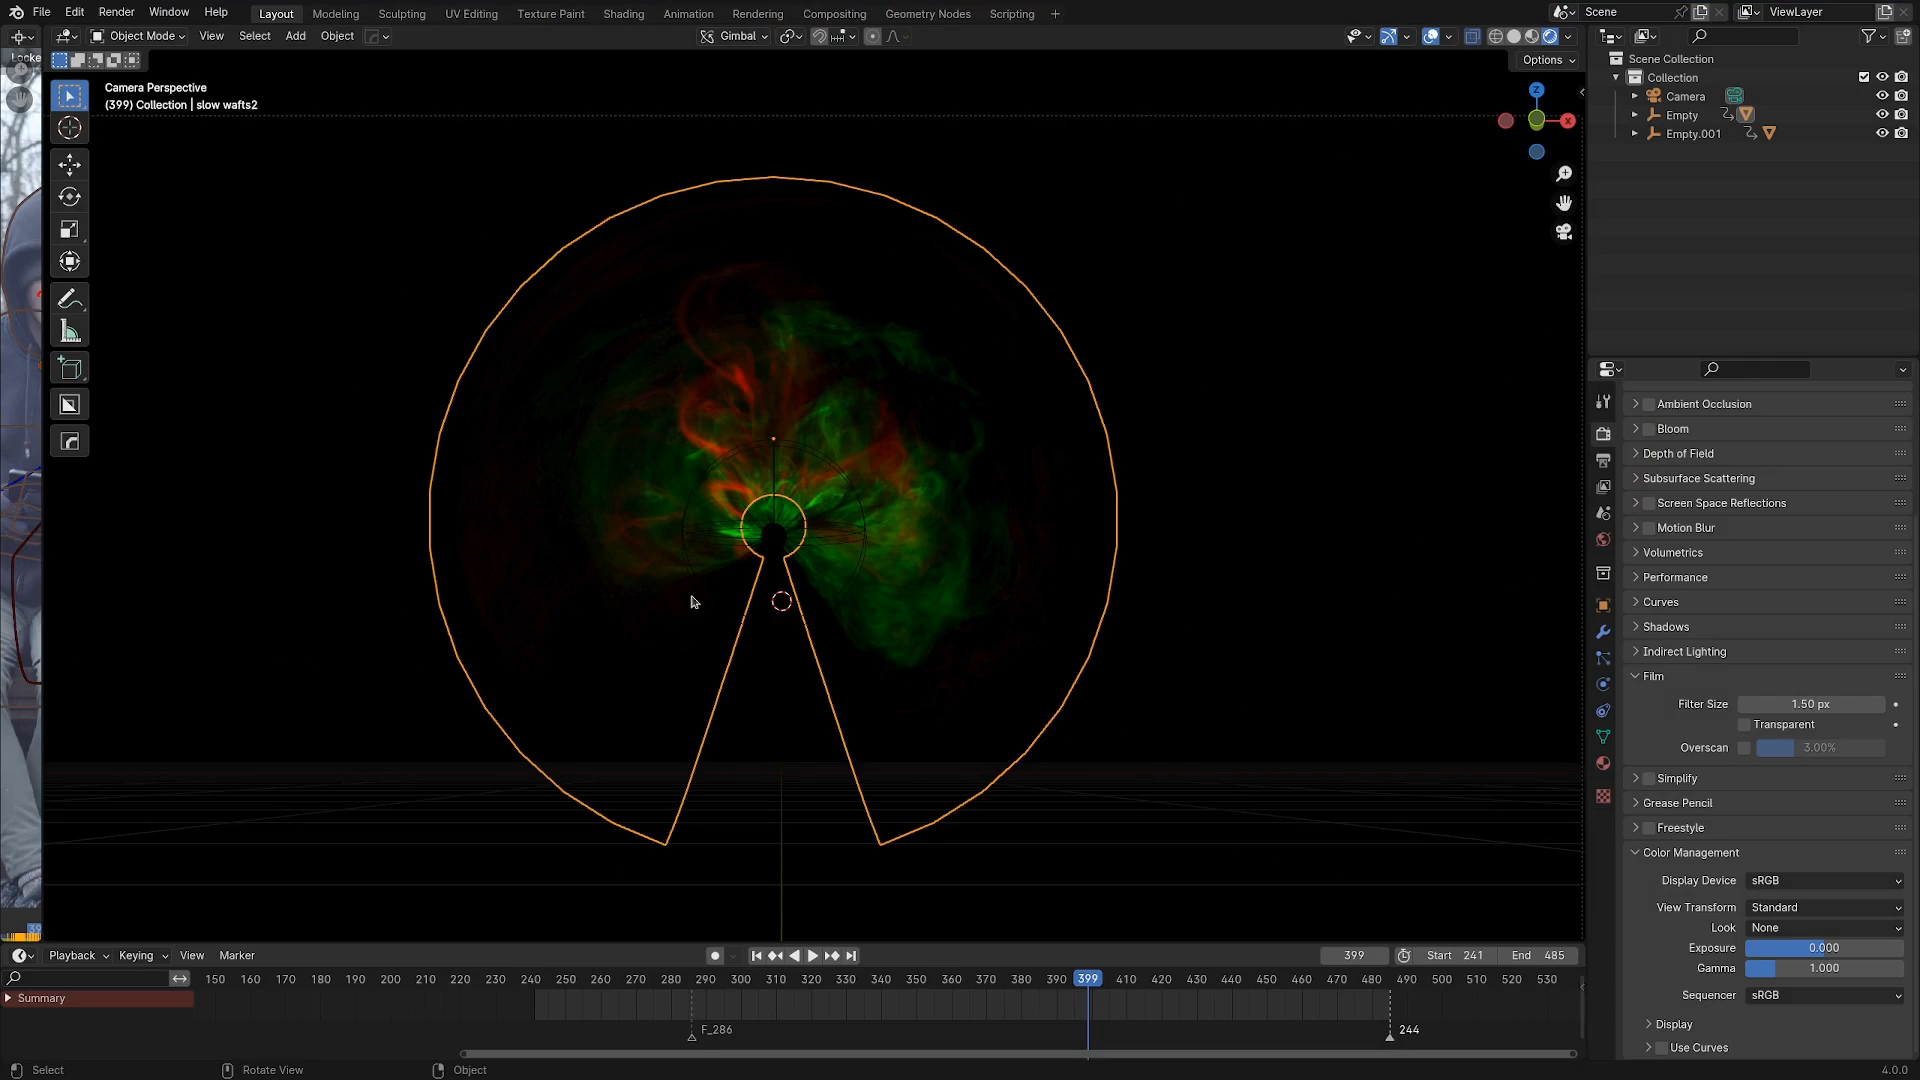 File Edit Render Window Help Layout Modeling Sculpting UV Editing Texture Paint Shading Animation Rendering Compositing Geometry Nodes Scripting + Scene ViewLayer
Object Mode View Select Add Object Gimbal
Locke
Options
Camera Perspective
(399) Collection | slow wafts2
Z
X
Scene Collection
Collection
Camera
Empty
Empty.001
Ambient Occlusion
Bloom
Depth of Field
Subsurface Scattering
Screen Space Reflections
Motion Blur
Volumetrics
Performance
Curves
Shadows
Indirect Lighting
Film
Filter Size 1.50 px
Transparent
Overscan 3.00%
Simplify
Grease Pencil
Freestyle
Color Management
Display Device sRGB
View Transform Standard
Look None
Exposure 0.000
Gamma 1.000
Sequencer sRGB
Display
Use Curves
Playback Keying View Marker 399 Start 241 End 485
150 160 170 180 190 200 210 220 230 240 250 260 270 280 290 300 310 320 330 340 350 360 370 380 390 399 410 420 430 440 450 460 470 480 490 500 510 520 530
Summary
F_286
244
Select Rotate View Object 4.0.0